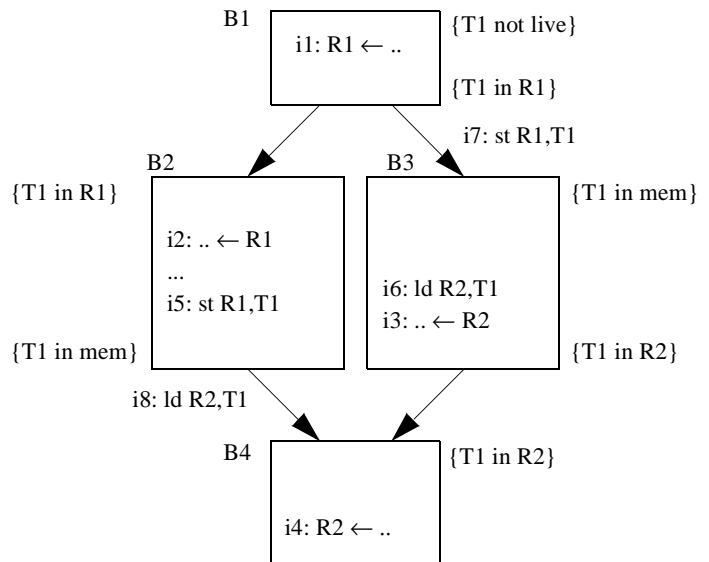 B1
{T1 not live}
i1: R1 ← ..
{T1 in R1}
i7: st R1,T1
B2
B3
{T1 in R1}
{T1 in mem}
i2: .. ← R1
...
i5: st R1,T1
i6: ld R2,T1
i3: .. ← R2
{T1 in mem}
{T1 in R2}
i8: ld R2,T1
B4
{T1 in R2}
i4: R2 ← ..